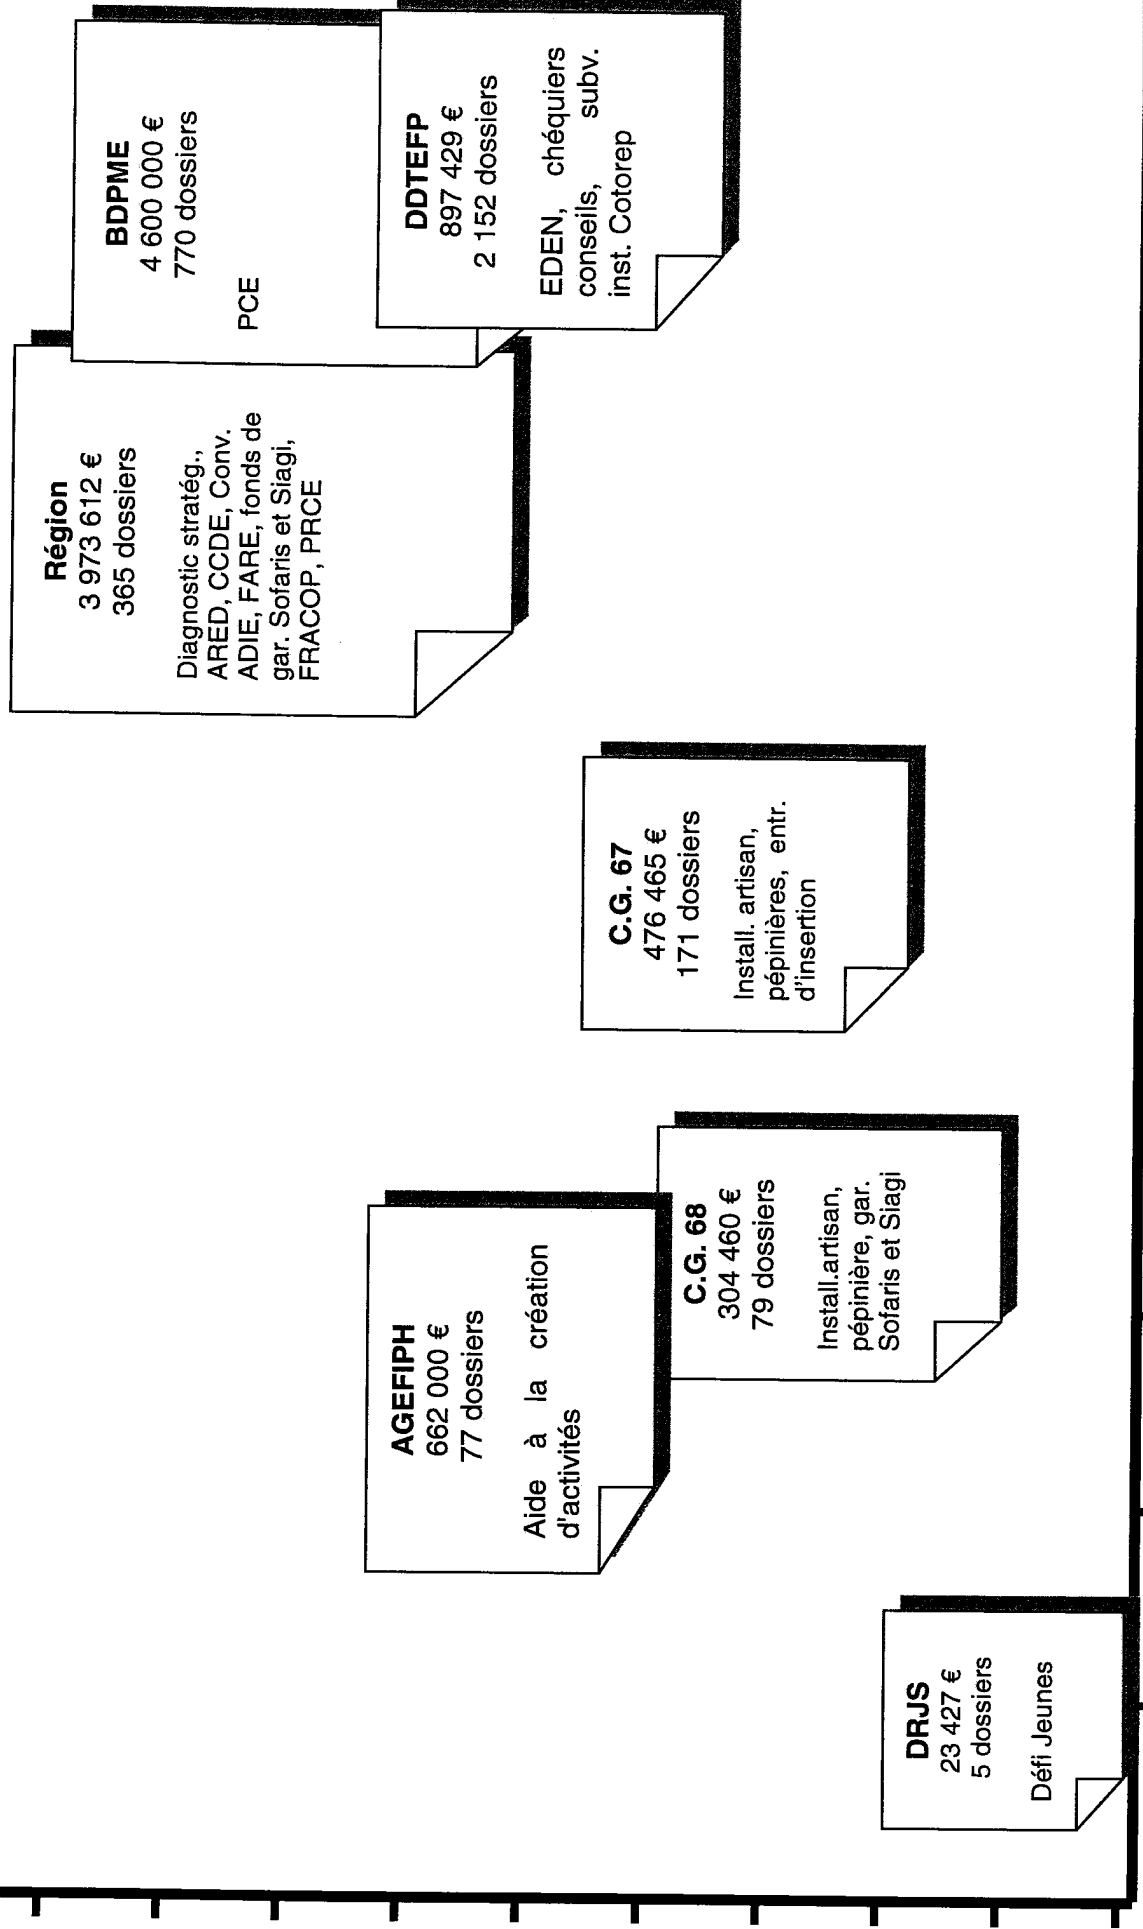 BDPME
4 600 000 €
770 dossiers
PCE
DDTEFP
897 429 €
2 152 dossiers
EDEN, chéquiers
conseils, subv.
inst. Cotorep
Région
3 973 612 €
365 dossiers
Diagnostic stratég.,
ARED, CCDE, Conv.
ADIE, FARE, fonds de
gar. Sofaris et Siagi,
FRACOP, PRCE
C.G. 67
476 465 €
171 dossiers
Install. artisan,
pépinières, entr.
d'insertion
AGEFIPH
662 000 €
77 dossiers
Aide à la création
d'activités
C.G. 68
304 460 €
79 dossiers
Install.artisan,
pépinière, gar.
Sofaris et Siagi
DRJS
23 427 €
5 dossiers
Défi Jeunes